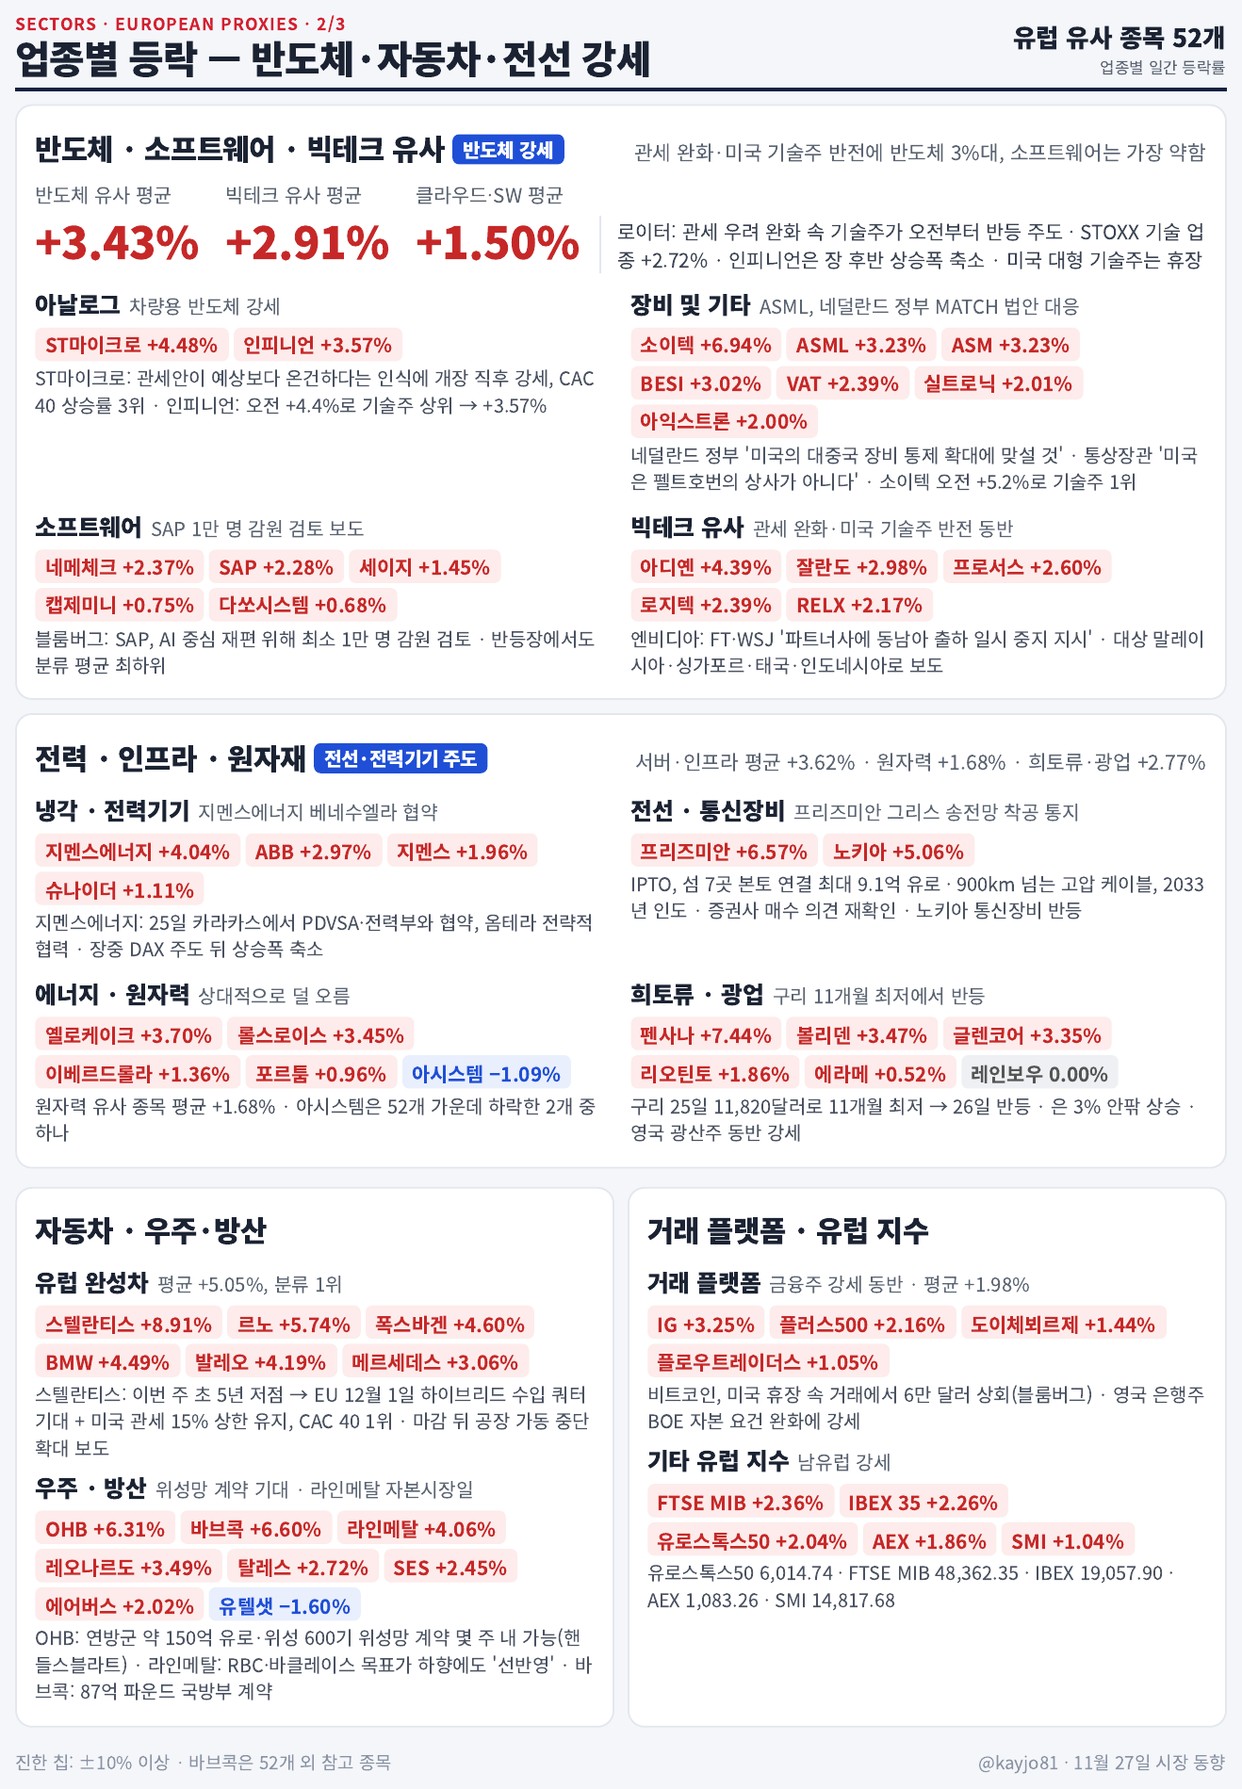 SECTORS · EUROPEAN PROXIES · 2/3
업종별 등락 — 반도체·자동차·전선 강세
유럽 유사 종목 52개
업종별 일간 등락률
반도체 · 소프트웨어 · 빅테크 유사 반도체 강세
관세 완화·미국 기술주 반전에 반도체 3%대, 소프트웨어는 가장 약함
반도체 유사 평균 빅테크 유사 평균 클라우드·SW 평균
+3.43% +2.91% +1.50%
로이터: 관세 우려 완화 속 기술주가 오전부터 반등 주도 · STOXX 기술 업
종 +2.72% · 인피니언은 장 후반 상승폭 축소 · 미국 대형 기술주는 휴장
아날로그 차량용 반도체 강세
ST마이크로 +4.48% 인피니언 +3.57%
ST마이크로: 관세안이 예상보다 온건하다는 인식에 개장 직후 강세, CAC
40 상승률 3위 · 인피니언: 오전 +4.4%로 기술주 상위 → +3.57%
장비 및 기타 ASML, 네덜란드 정부 MATCH 법안 대응
소이텍 +6.94% ASML +3.23% ASM +3.23%
BESI +3.02% VAT +2.39% 실트로닉 +2.01%
아익스트론 +2.00%
네덜란드 정부 '미국의 대중국 장비 통제 확대에 맞설 것' · 통상장관 '미국
은 펠트호번의 상사가 아니다' · 소이텍 오전 +5.2%로 기술주 1위
소프트웨어 SAP 1만 명 감원 검토 보도
네메체크 +2.37% SAP +2.28% 세이지 +1.45%
캡제미니 +0.75% 다쏘시스템 +0.68%
블룸버그: SAP, AI 중심 재편 위해 최소 1만 명 감원 검토 · 반등장에서도
분류 평균 최하위
빅테크 유사 관세 완화·미국 기술주 반전 동반
아디옌 +4.39% 잘란도 +2.98% 프로서스 +2.60%
로지텍 +2.39% RELX +2.17%
엔비디아: FT·WSJ '파트너사에 동남아 출하 일시 중지 지시' · 대상 말레이
시아·싱가포르·태국·인도네시아로 보도
전력 · 인프라 · 원자재 전선·전력기기 주도
서버·인프라 평균 +3.62% · 원자력 +1.68% · 희토류·광업 +2.77%
냉각 · 전력기기 지멘스에너지 베네수엘라 협약
지멘스에너지 +4.04% ABB +2.97% 지멘스 +1.96%
슈나이더 +1.11%
지멘스에너지: 25일 카라카스에서 PDVSA·전력부와 협약, 옴테라 전략적
협력 · 장중 DAX 주도 뒤 상승폭 축소
전선 · 통신장비 프리즈미안 그리스 송전망 착공 통지
프리즈미안 +6.57% 노키아 +5.06%
IPTO, 섬 7곳 본토 연결 최대 9.1억 유로 · 900km 넘는 고압 케이블, 2033
년 인도 · 증권사 매수 의견 재확인 · 노키아 통신장비 반등
에너지 · 원자력 상대적으로 덜 오름
옐로케이크 +3.70% 롤스로이스 +3.45%
이베르드롤라 +1.36% 포르툼 +0.96% 아시스템 −1.09%
원자력 유사 종목 평균 +1.68% · 아시스템은 52개 가운데 하락한 2개 중
하나
희토류 · 광업 구리 11개월 최저에서 반등
펜사나 +7.44% 볼리덴 +3.47% 글렌코어 +3.35%
리오틴토 +1.86% 에라메 +0.52% 레인보우 0.00%
구리 25일 11,820달러로 11개월 최저 → 26일 반등 · 은 3% 안팎 상승 ·
영국 광산주 동반 강세
자동차 · 우주·방산
유럽 완성차 평균 +5.05%, 분류 1위
스텔란티스 +8.91% 르노 +5.74% 폭스바겐 +4.60%
BMW +4.49% 발레오 +4.19% 메르세데스 +3.06%
스텔란티스: 이번 주 초 5년 저점 → EU 12월 1일 하이브리드 수입 쿼터
기대 + 미국 관세 15% 상한 유지, CAC 40 1위 · 마감 뒤 공장 가동 중단
확대 보도
우주 · 방산 위성망 계약 기대 · 라인메탈 자본시장일
OHB +6.31% 바브콕 +6.60% 라인메탈 +4.06%
레오나르도 +3.49% 탈레스 +2.72% SES +2.45%
에어버스 +2.02% 유텔샛 −1.60%
OHB: 연방군 약 150억 유로·위성 600기 위성망 계약 몇 주 내 가능(핸
들스블라트) · 라인메탈: RBC·바클레이스 목표가 하향에도 '선반영' · 바
브콕: 87억 파운드 국방부 계약
거래 플랫폼 · 유럽 지수
거래 플랫폼 금융주 강세 동반 · 평균 +1.98%
IG +3.25% 플러스500 +2.16% 도이체뵈르제 +1.44%
플로우트레이더스 +1.05%
비트코인, 미국 휴장 속 거래에서 6만 달러 상회(블룸버그) · 영국 은행주
BOE 자본 요건 완화에 강세
기타 유럽 지수 남유럽 강세
FTSE MIB +2.36% IBEX 35 +2.26%
유로스톡스50 +2.04% AEX +1.86% SMI +1.04%
유로스톡스50 6,014.74 · FTSE MIB 48,362.35 · IBEX 19,057.90 ·
AEX 1,083.26 · SMI 14,817.68
진한 칩: ±10% 이상 · 바브콕은 52개 외 참고 종목
@kayjo81 · 11월 27일 시장 동향